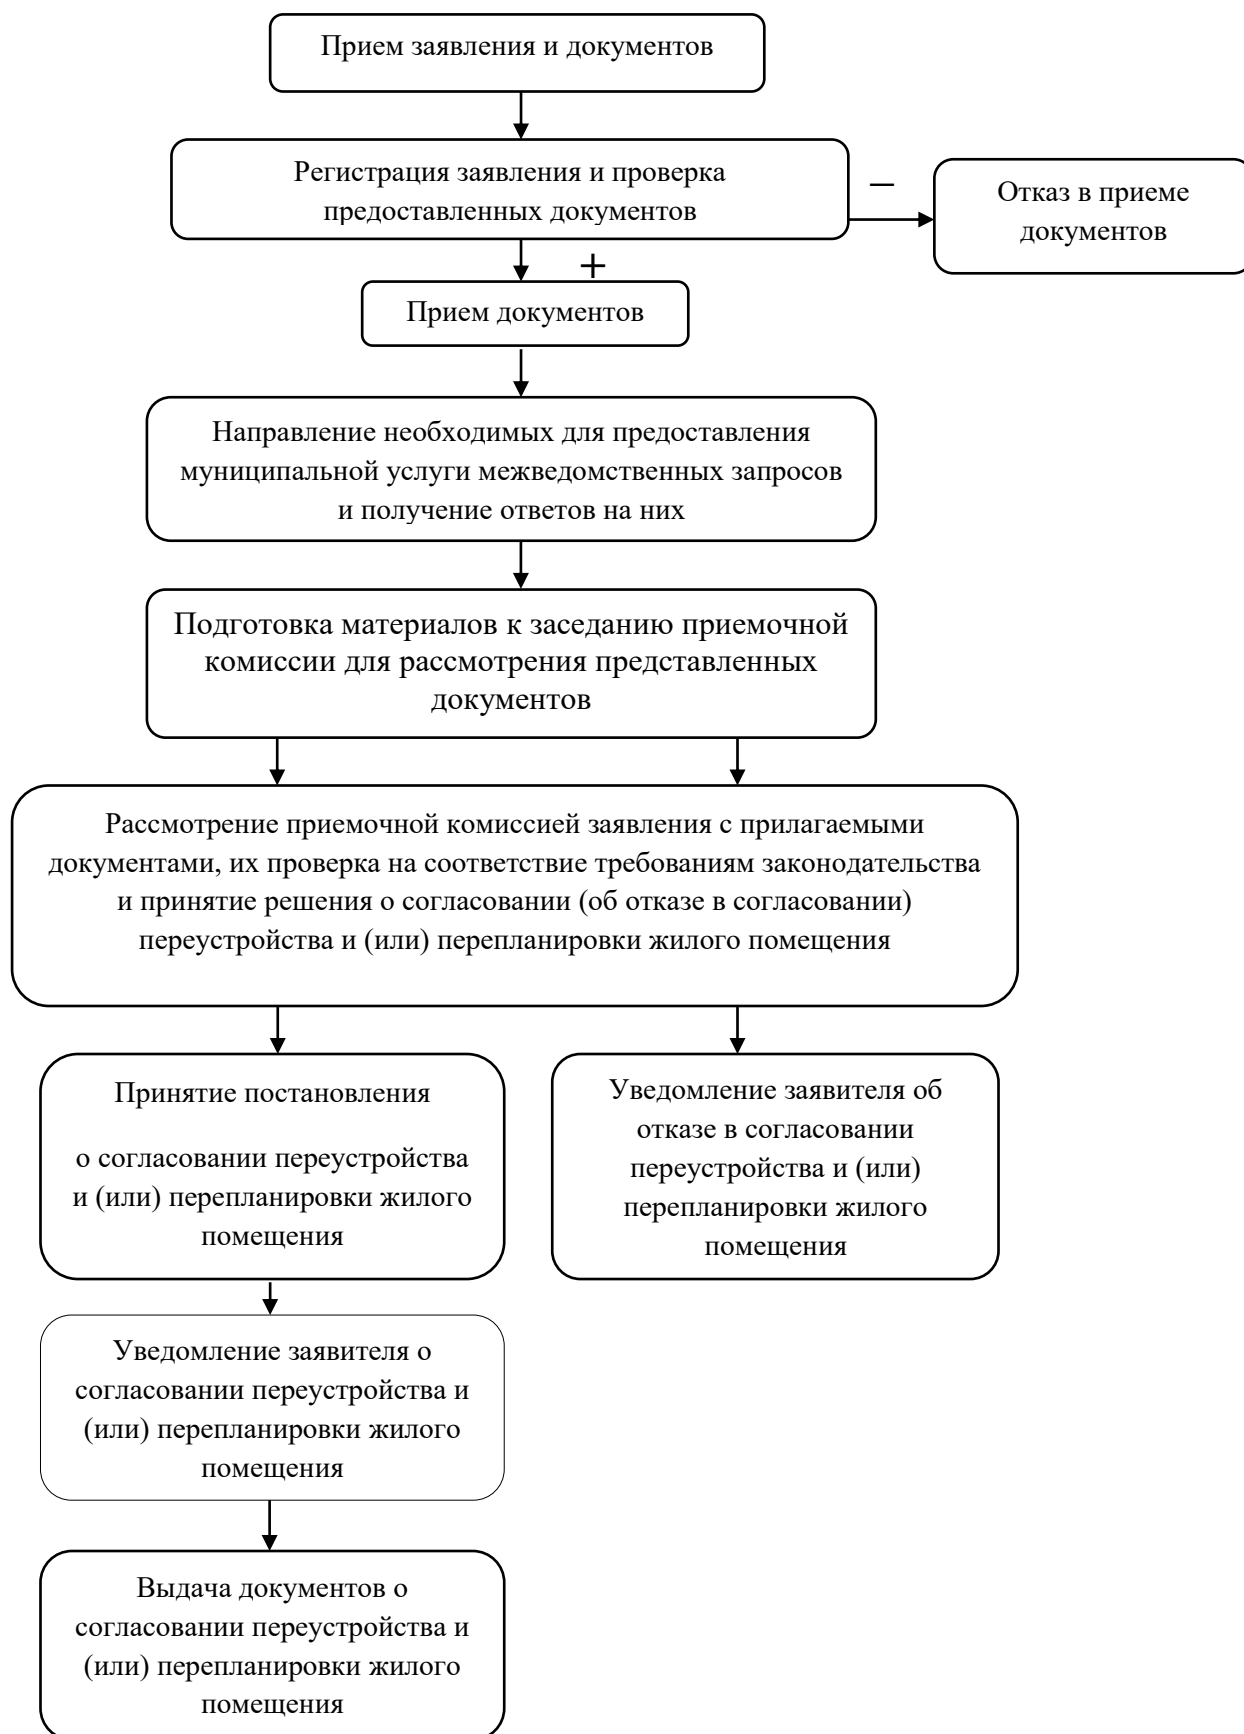 Прием заявления и документов
Регистрация заявления и проверка
предоставленных документов
–
Отказ в приеме
документов
+
Прием документов
Направление необходимых для предоставления
муниципальной услуги межведомственных запросов
и получение ответов на них
Подготовка материалов к заседанию приемочной
комиссии для рассмотрения представленных
документов
Рассмотрение приемочной комиссией заявления с прилагаемыми
документами, их проверка на соответствие требованиям законодательства
и принятие решения о согласовании (об отказе в согласовании)
переустройства и (или) перепланировки жилого помещения
Принятие постановления
о согласовании переустройства
и (или) перепланировки жилого
помещения
Уведомление заявителя об
отказе в согласовании
переустройства и (или)
перепланировки жилого
помещения
Уведомление заявителя о
согласовании переустройства и
(или) перепланировки жилого
помещения
Выдача документов о
согласовании переустройства и
(или) перепланировки жилого
помещения